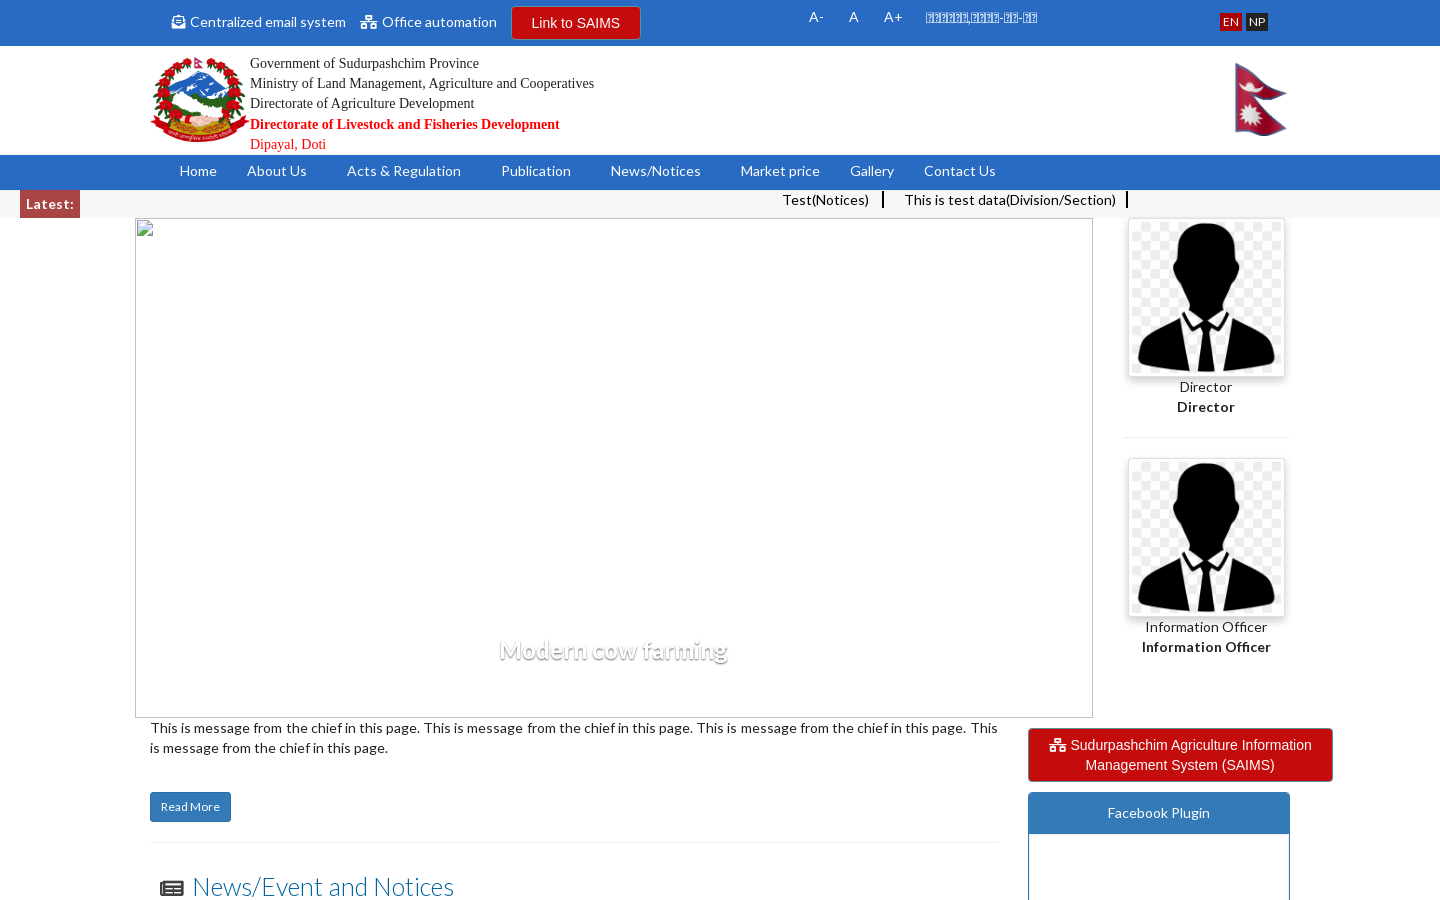 Centralized email system
Office automation
Link to SAIMS
A-
A
A+
EN
NP
Government of Sudurpashchim Province
Ministry of Land Management, Agriculture and Cooperatives
Directorate of Agriculture Development
Directorate of Livestock and Fisheries Development
Dipayal, Doti
Home
About Us
Acts & Regulation
Publication
News/Notices
Market price
Gallery
Contact Us
Latest:
Test(Notices)
This is test data(Division/Section)
Director
Director
Information Officer
Information Officer
Modern cow farming
This is message from the chief in this page. This is message from the chief in this page. This is message from the chief in this page. This
is message from the chief in this page.
Read More
Sudurpashchim Agriculture Information
Management System (SAIMS)
Facebook Plugin
News/Event and Notices